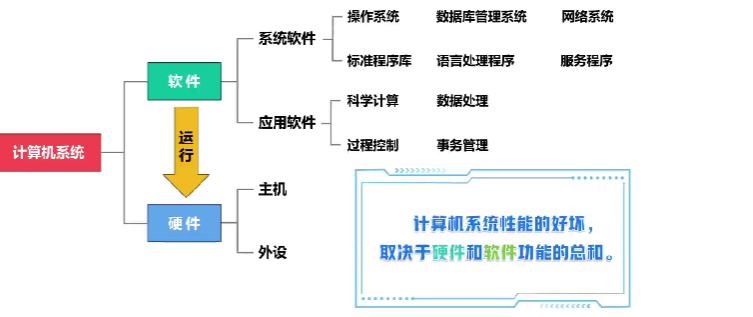 操作系统 数据库管理系统 网络系统
系统软件
标准程序库 语言处理程序 服务程序
软件
科学计算 数据处理
应用软件
运行
过程控制 事务管理
计算机系统
主机
硬件
外设
计算机系统性能的好坏，
取决于硬件和软件功能的总和。